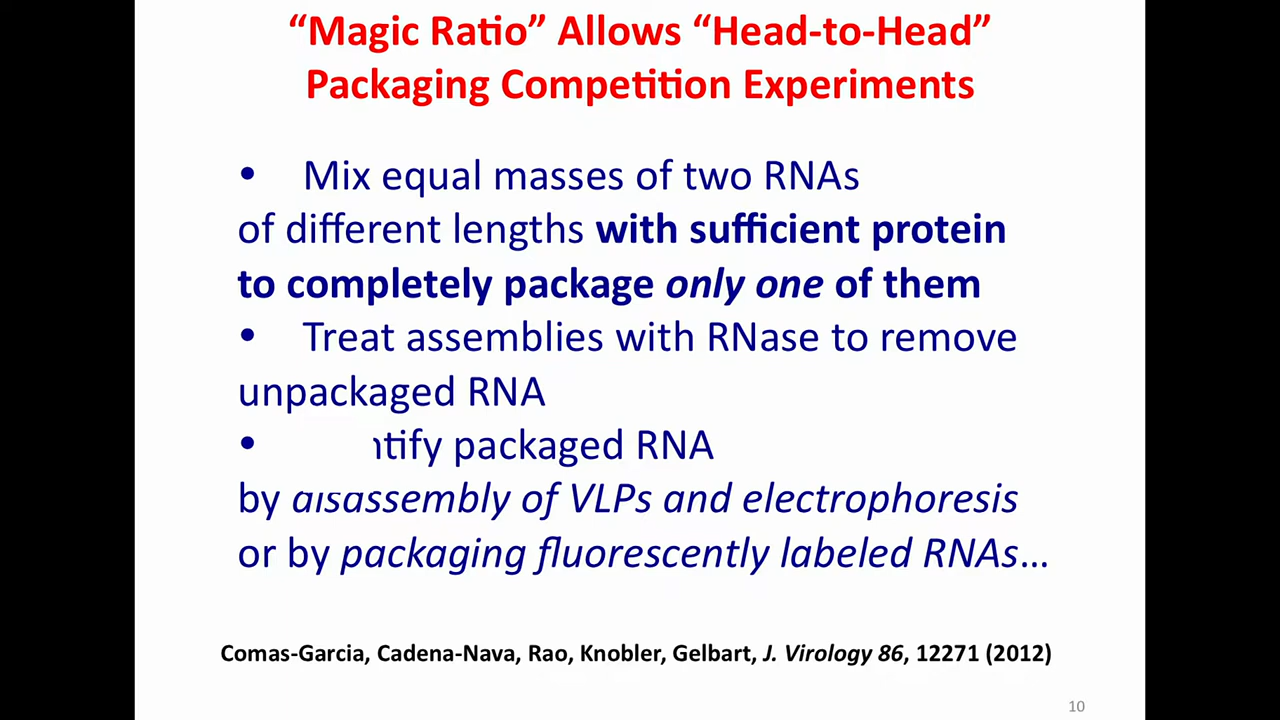 “Magic Ratio” Allows “Head-to-Head”
Packaging Competition Experiments
• Mix equal masses of two RNAs
of different lengths with sufficient protein
to completely package only one of them
• Treat assemblies with RNase to remove
unpackaged RNA
• packaged RNA
by disassembly of VLPs and electrophoresis
or by packaging fluorescently labeled RNAs…
Comas-Garcia, Cadena-Nava, Rao, Knobler, Gelbart, J. Virology 86, 12271 (2012)
10